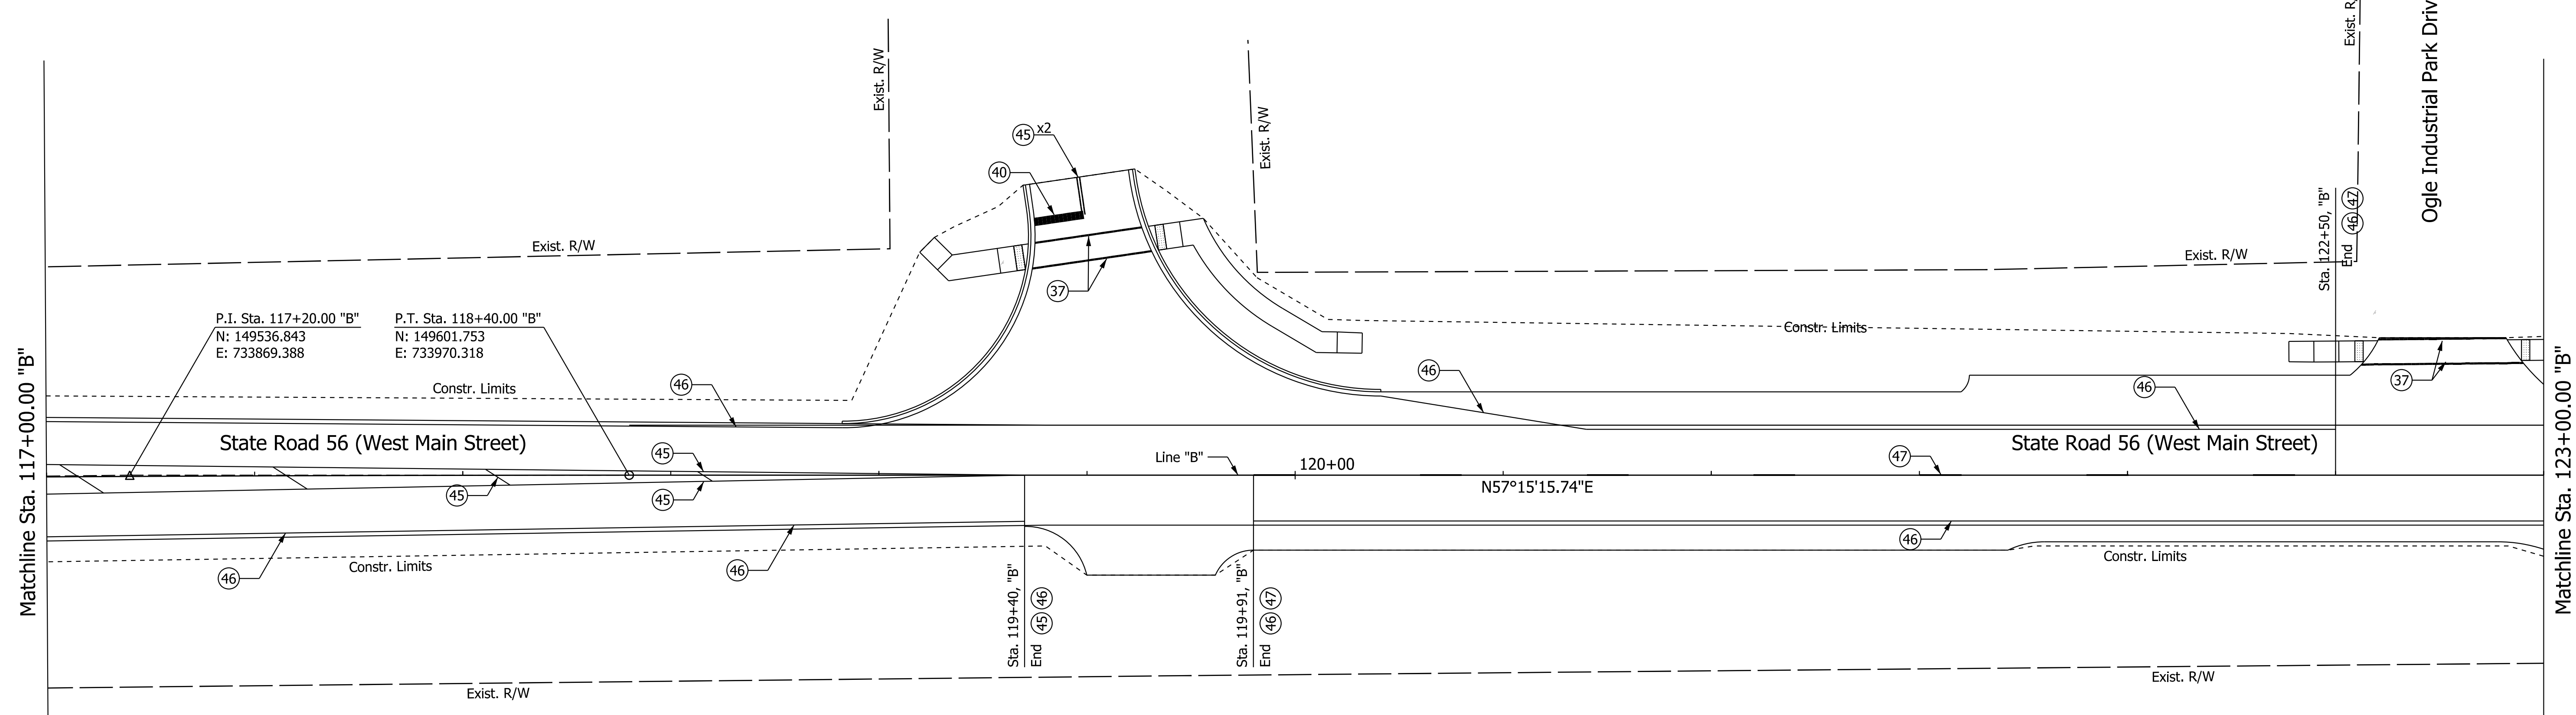 Matchline Sta. 117+00.00 "B"
Exist. R/W
Exist. R/W
Exist. R/W
Exist. R/
Ogle Industrial Park Driv
45 x2
40
37
Exist. R/W
Sta. 122+50, "B"
End 46 47
P.I. Sta. 117+20.00 "B"
N: 149536.843
E: 733869.388
P.T. Sta. 118+40.00 "B"
N: 149601.753
E: 733970.318
Constr. Limits
46
Constr. Limits
46
46
37
State Road 56 (West Main Street)
State Road 56 (West Main Street)
45
45
45
Line "B"
120+00
N57°15'15.74"E
47
46
46
46
Constr. Limits
Constr. Limits
Sta. 119+40, "B"
End 45 46
Sta. 119+91, "B"
End 46 47
Exist. R/W
Exist. R/W
Matchline Sta. 123+00.00 "B"